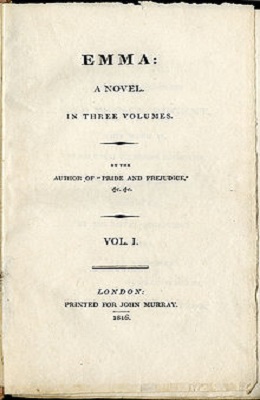 EMMA:
A NOVEL.
IN THREE VOLUMES.
BY THE
AUTHOR OF "PRIDE AND PREJUDICE,"
&c. &c.
VOL. I.
LONDON:
PRINTED FOR JOHN MURRAY.
1816.